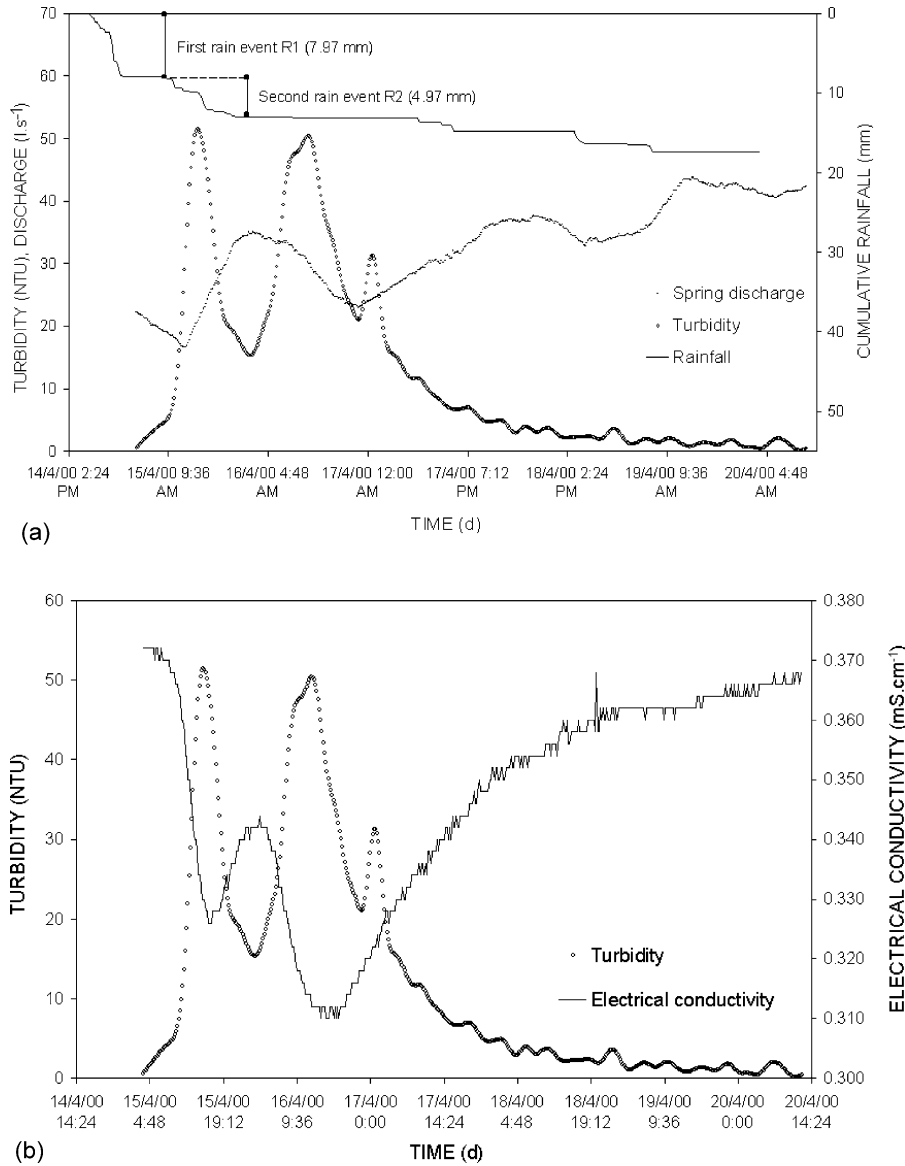 70
60
50
40
30
20
10
0
TURBIDITY (NTU), DISCHARGE (l.s⁻¹)
First rain event R1 (7.97 mm)
Second rain event R2 (4.97 mm)
Spring discharge
Turbidity
Rainfall
0
10
20
30
40
50
CUMULATIVE RAINFALL (mm)
14/4/00 2:24 PM
15/4/00 9:36 AM
16/4/00 4:48 AM
17/4/00 12:00 AM
17/4/00 7:12 PM
18/4/00 2:24 PM
19/4/00 9:36 AM
20/4/00 4:48 AM
TIME (d)
(a)
60
50
40
30
20
10
0
TURBIDITY (NTU)
Turbidity
Electrical conductivity
0.380
0.370
0.360
0.350
0.340
0.330
0.320
0.310
0.300
ELECTRICAL CONDUCTIVITY (mS.cm⁻¹)
14/4/00 14:24
15/4/00 4:48
15/4/00 19:12
16/4/00 9:36
17/4/00 0:00
17/4/00 14:24
18/4/00 4:48
18/4/00 19:12
19/4/00 9:36
20/4/00 0:00
20/4/00 14:24
TIME (d)
(b)